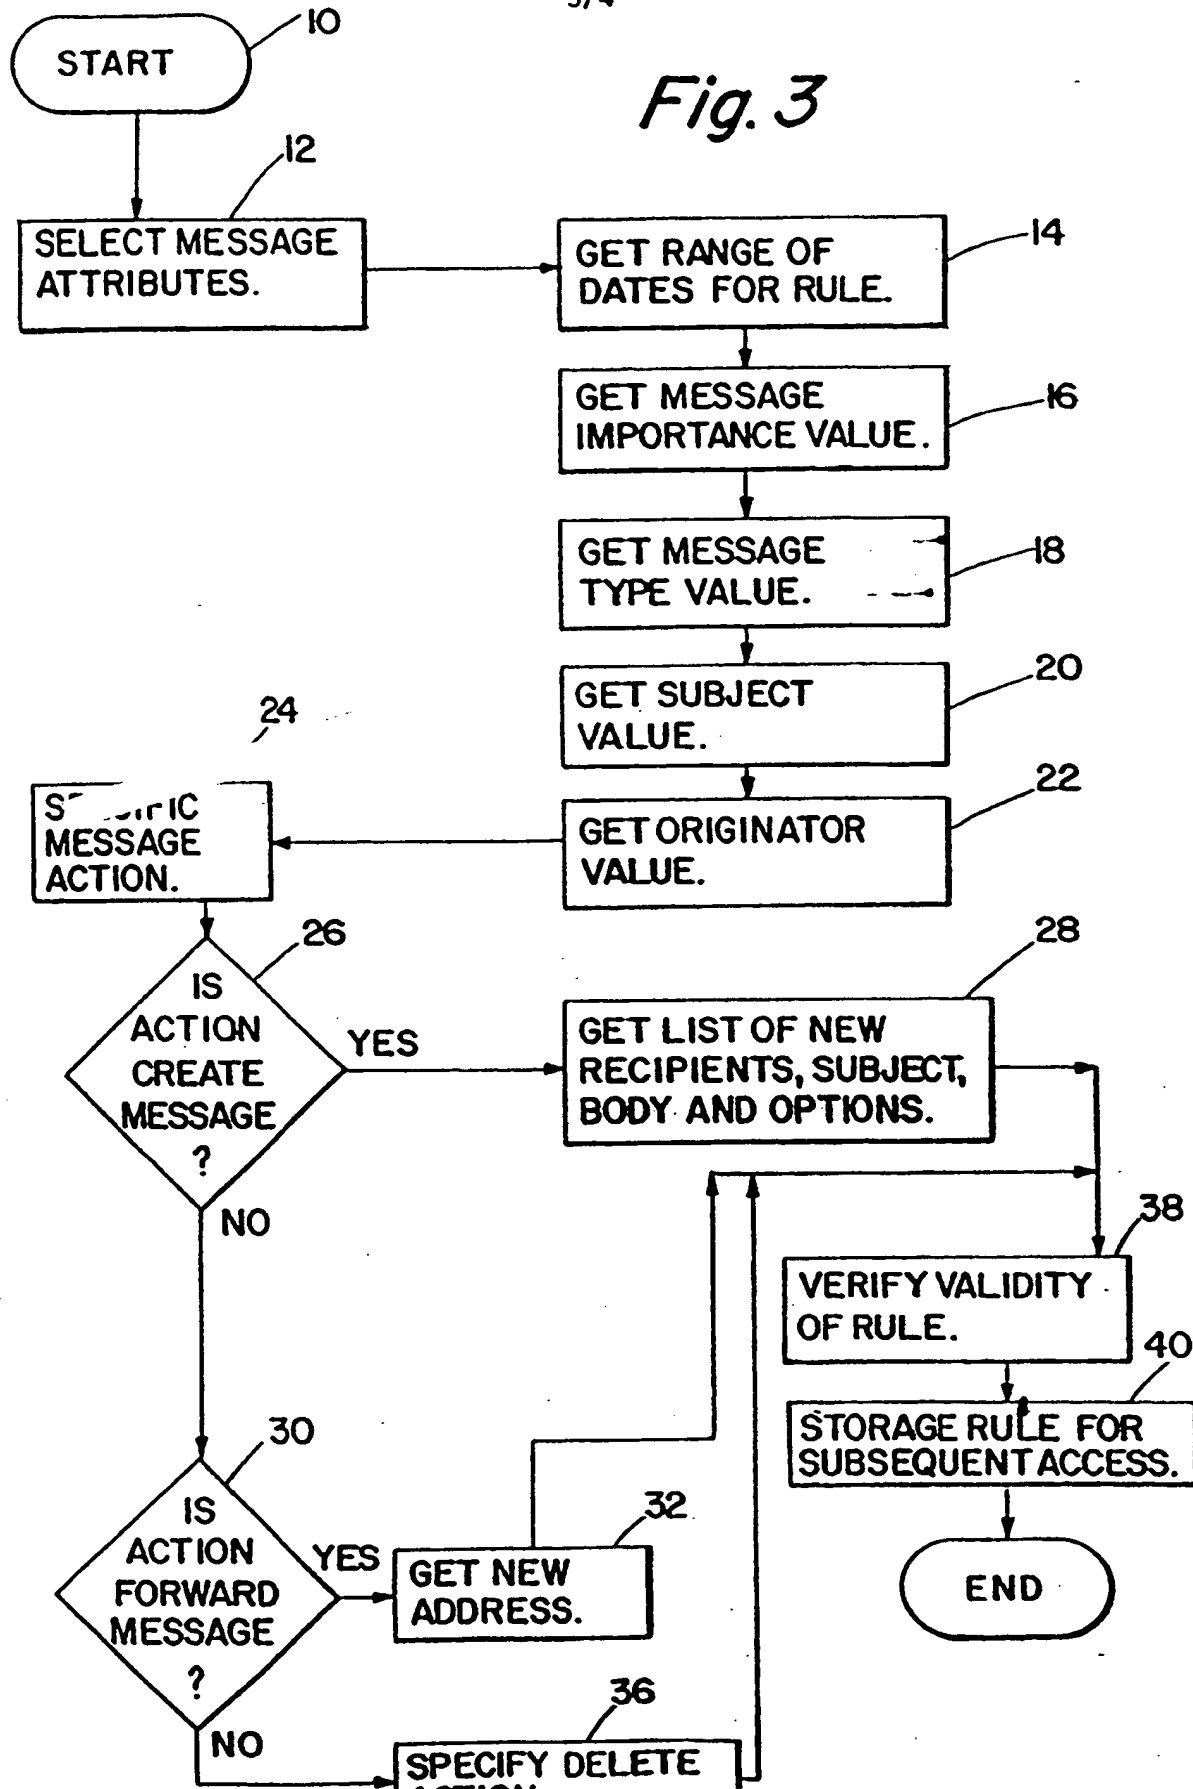 3/4
10
START
Fig. 3
12
SELECT MESSAGE
ATTRIBUTES.
14
GET RANGE OF
DATES FOR RULE.
16
GET MESSAGE
IMPORTANCE VALUE.
18
GET MESSAGE
TYPE VALUE.
20
GET SUBJECT
VALUE.
22
GET ORIGINATOR
VALUE.
24
MESSAGE
ACTION.
26
IS
ACTION
CREATE
MESSAGE
?
YES
NO
28
GET LIST OF NEW
RECIPIENTS, SUBJECT,
BODY AND OPTIONS.
30
IS
ACTION
FORWARD
MESSAGE
?
YES
NO
32
GET NEW
ADDRESS.
36
SPECIFY DELETE
38
VERIFY VALIDITY
OF RULE.
40
STORAGE RULE FOR
SUBSEQUENT ACCESS.
END